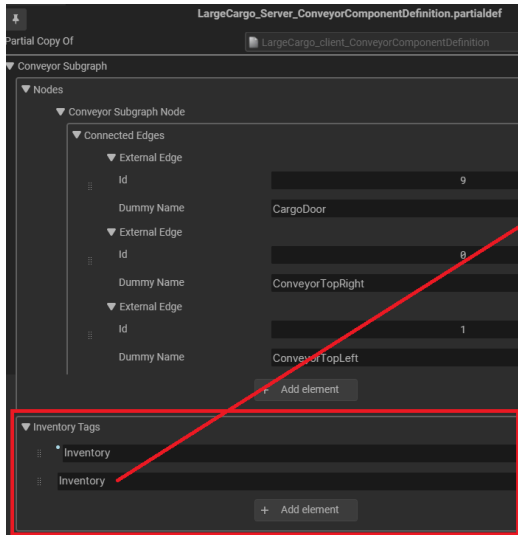 LargeCargo_Server_ConveyorComponentDefinition.partialdef
Partial Copy Of LargeCargo_client_ConveyorComponentDefinition
Conveyor Subgraph
Nodes
Conveyor Subgraph Node
Connected Edges
External Edge
Id 9
Dummy Name CargoDoor
External Edge
Id 0
Dummy Name ConveyorTopRight
External Edge
Id 1
Dummy Name ConveyorTopLeft
+ Add element
Inventory Tags
Inventory
Inventory
+ Add element